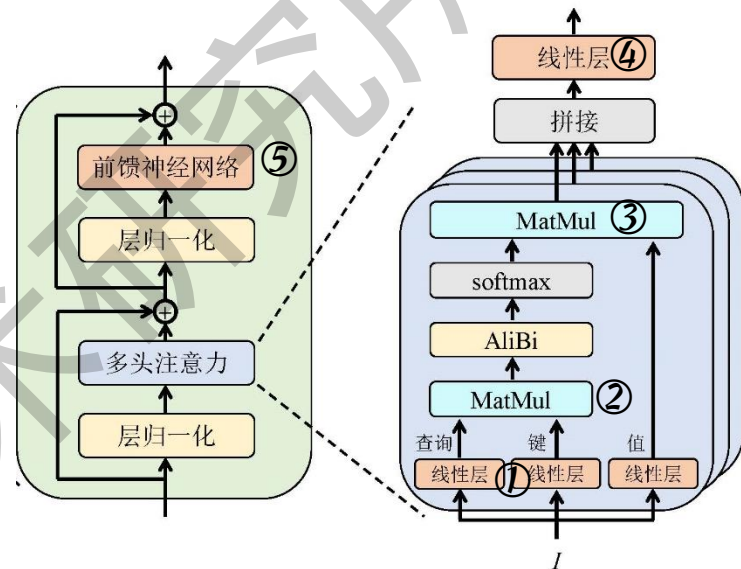 线性层④
拼接
MatMul ③
softmax
AliBi
MatMul ②
查询 键 值
线性层 ① 线性层 线性层
I
前馈神经网络 ⑤
层归一化
多头注意力
层归一化
研究